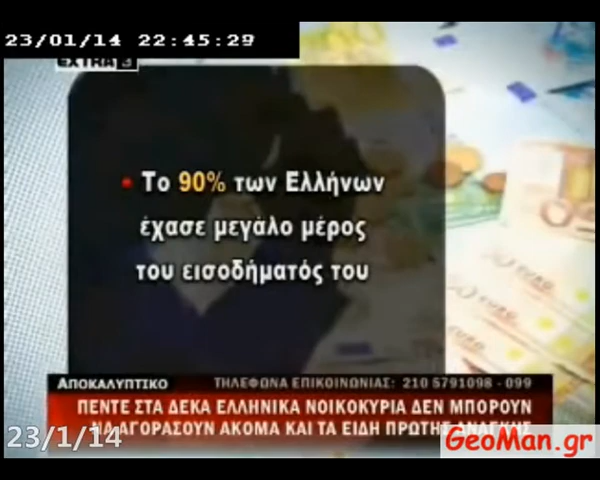 23/01/14 22:45:29
EXTRA 3
• Το 90% των Ελλήνων
έχασε μεγάλο μέρος
του εισοδήματός του
ΑΠΟΚΑΛΥΠΤΙΚΟ
ΤΗΛΕΦΩΝΑ ΕΠΙΚΟΙΝΩΝΙΑΣ: 210 5791098 - 099
ΠΕΝΤΕ ΣΤΑ ΔΕΚΑ ΕΛΛΗΝΙΚΑ ΝΟΙΚΟΚΥΡΙΑ ΔΕΝ ΜΠΟΡΟΥΝ
ΝΑ ΑΓΟΡΑΣΟΥΝ ΑΚΟΜΑ ΚΑΙ ΤΑ ΕΙΔΗ ΠΡΩΤΗΣ ΑΝΑΓΚΗΣ
23/1/14
GeoMan.gr